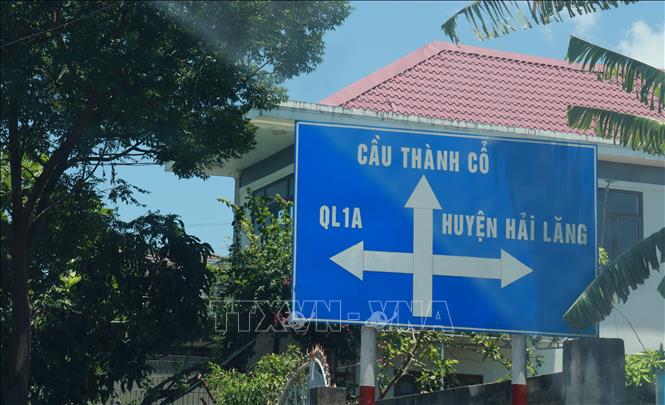 CẦU THÀNH CỔ
QL1A
HUYỆN HẢI LĂNG
TTXVN - VNA